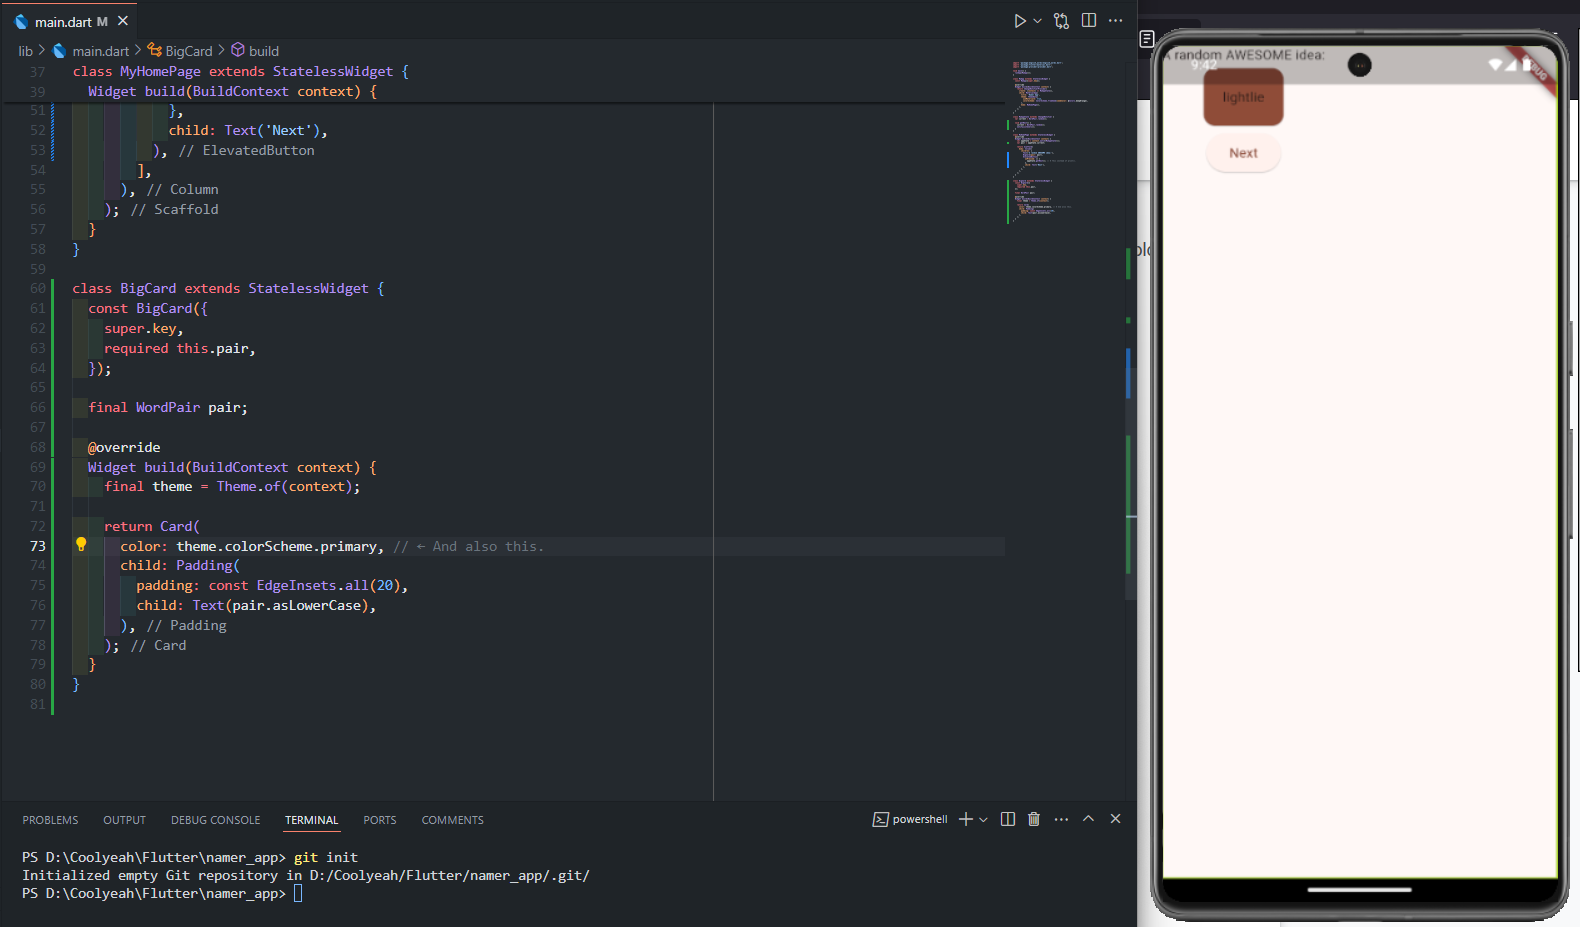 main.dart M
lib > main.dart > BigCard > build
37 class MyHomePage extends StatelessWidget {
39 Widget build(BuildContext context) {
51 },
52 child: Text('Next'),
53 ), // ElevatedButton
54 ],
55 ), // Column
56 ); // Scaffold
57 }
58 }
59
60 class BigCard extends StatelessWidget {
61 const BigCard({
62 super.key,
63 required this.pair,
64 });
65
66 final WordPair pair;
67
68 @override
69 Widget build(BuildContext context) {
70 final theme = Theme.of(context);
71
72 return Card(
73 color: theme.colorScheme.primary, // ← And also this.
74 child: Padding(
75 padding: const EdgeInsets.all(20),
76 child: Text(pair.asLowerCase),
77 ), // Padding
78 ); // Card
79 }
80 }
81
PROBLEMS OUTPUT DEBUG CONSOLE TERMINAL PORTS COMMENTS
powershell
PS D:\Coolyeah\Flutter\namer_app> git init
Initialized empty Git repository in D:/Coolyeah/Flutter/namer_app/.git/
PS D:\Coolyeah\Flutter\namer_app>
A random AWESOME idea:
9:42
lightlie
Next